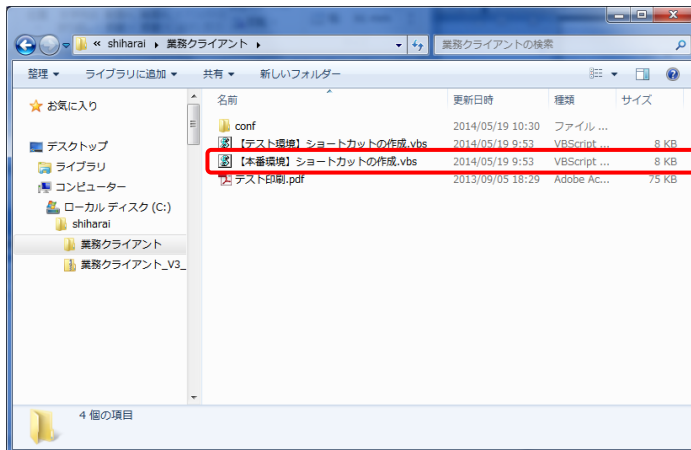 « shiharai ▸ 業務クライアント ▸
業務クライアントの検索
整理 ▾ ライブラリに追加 ▾ 共有 ▾ 新しいフォルダー
お気に入り
デスクトップ
ライブラリ
コンピューター
ローカル ディスク (C:)
shiharai
業務クライアント
業務クライアント_V3_
名前 更新日時 種類 サイズ
conf 2014/05/19 10:30 ファイル ...
【テスト環境】ショートカットの作成.vbs 2014/05/19 9:53 VBScript ... 8 KB
【本番環境】ショートカットの作成.vbs 2014/05/19 9:53 VBScript ... 8 KB
テスト印刷.pdf 2013/09/05 18:29 Adobe Ac... 75 KB
4 個の項目